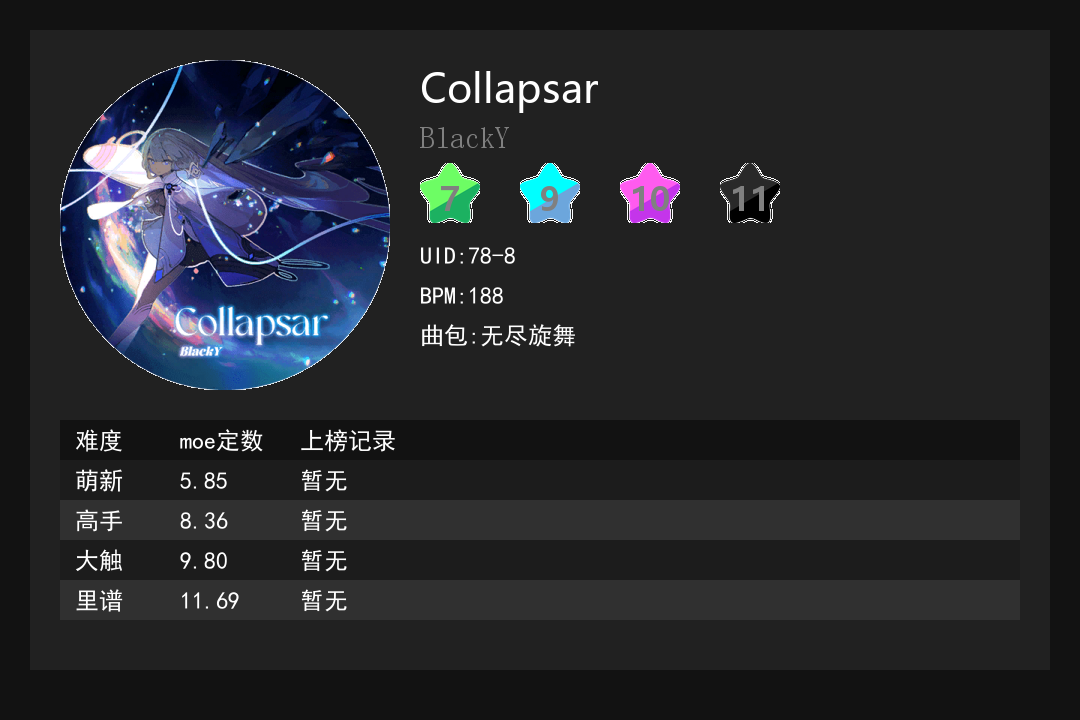 Collapsar
BlackY
7 9 10 11
UID:78-8
BPM:188
曲包:无尽旋舞
Collapsar
BlackY
难度 moe定数 上榜记录
萌新 5.85 暂无
高手 8.36 暂无
大触 9.80 暂无
里谱 11.69 暂无